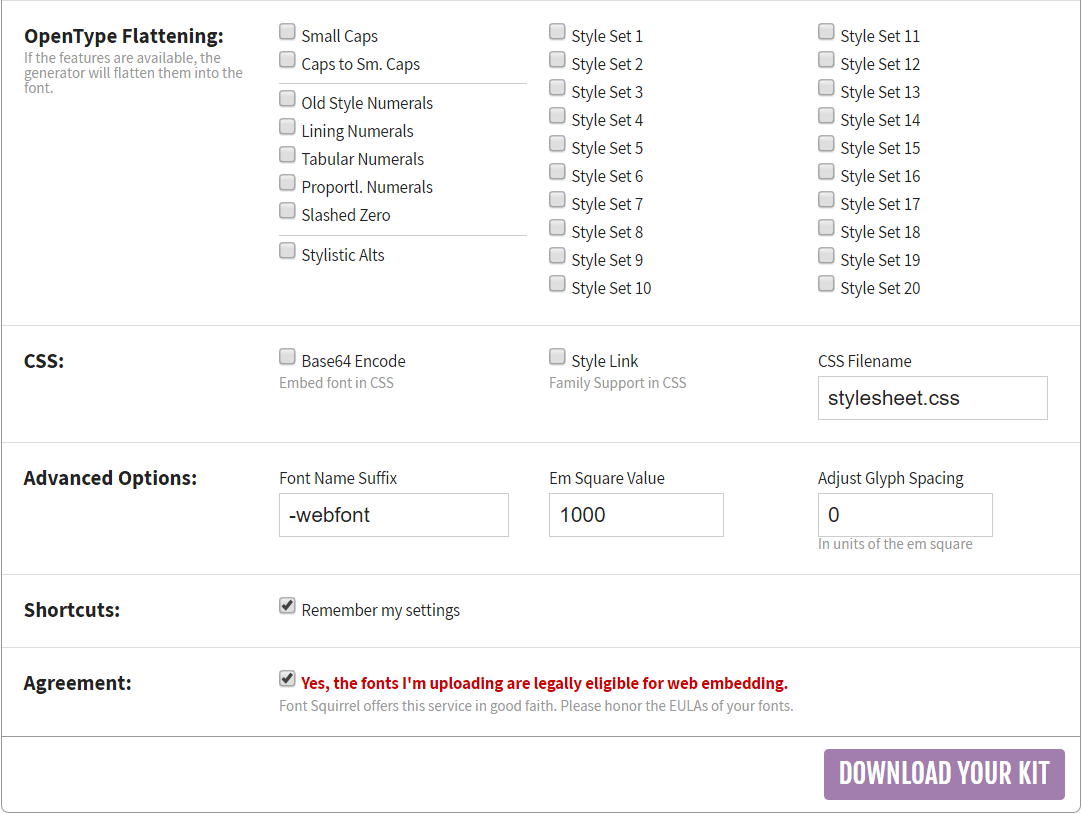 OpenType Flattening:
If the features are available, the
generator will flatten them into the
font.
Small Caps
Caps to Sm. Caps
Old Style Numerals
Lining Numerals
Tabular Numerals
Proportl. Numerals
Slashed Zero
Stylistic Alts
Style Set 1
Style Set 2
Style Set 3
Style Set 4
Style Set 5
Style Set 6
Style Set 7
Style Set 8
Style Set 9
Style Set 10
Style Set 11
Style Set 12
Style Set 13
Style Set 14
Style Set 15
Style Set 16
Style Set 17
Style Set 18
Style Set 19
Style Set 20
CSS:
Base64 Encode
Embed font in CSS
Style Link
Family Support in CSS
CSS Filename
stylesheet.css
Advanced Options:
Font Name Suffix
-webfont
Em Square Value
1000
Adjust Glyph Spacing
0
In units of the em square
Shortcuts:
Remember my settings
Agreement:
Yes, the fonts I'm uploading are legally eligible for web embedding.
Font Squirrel offers this service in good faith. Please honor the EULAs of your fonts.
DOWNLOAD YOUR KIT